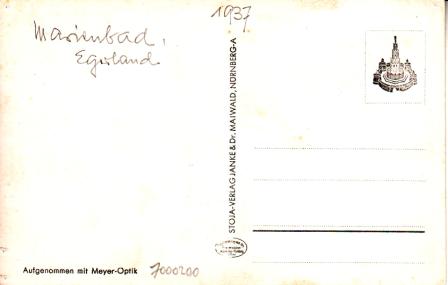 1937
Marienbad,
Egerland.
STOJA-VERLAG JANKE & Dr. MAIWALD, NÜRNBERG-A
Aufgenommen mit Meyer-Optik
7000200